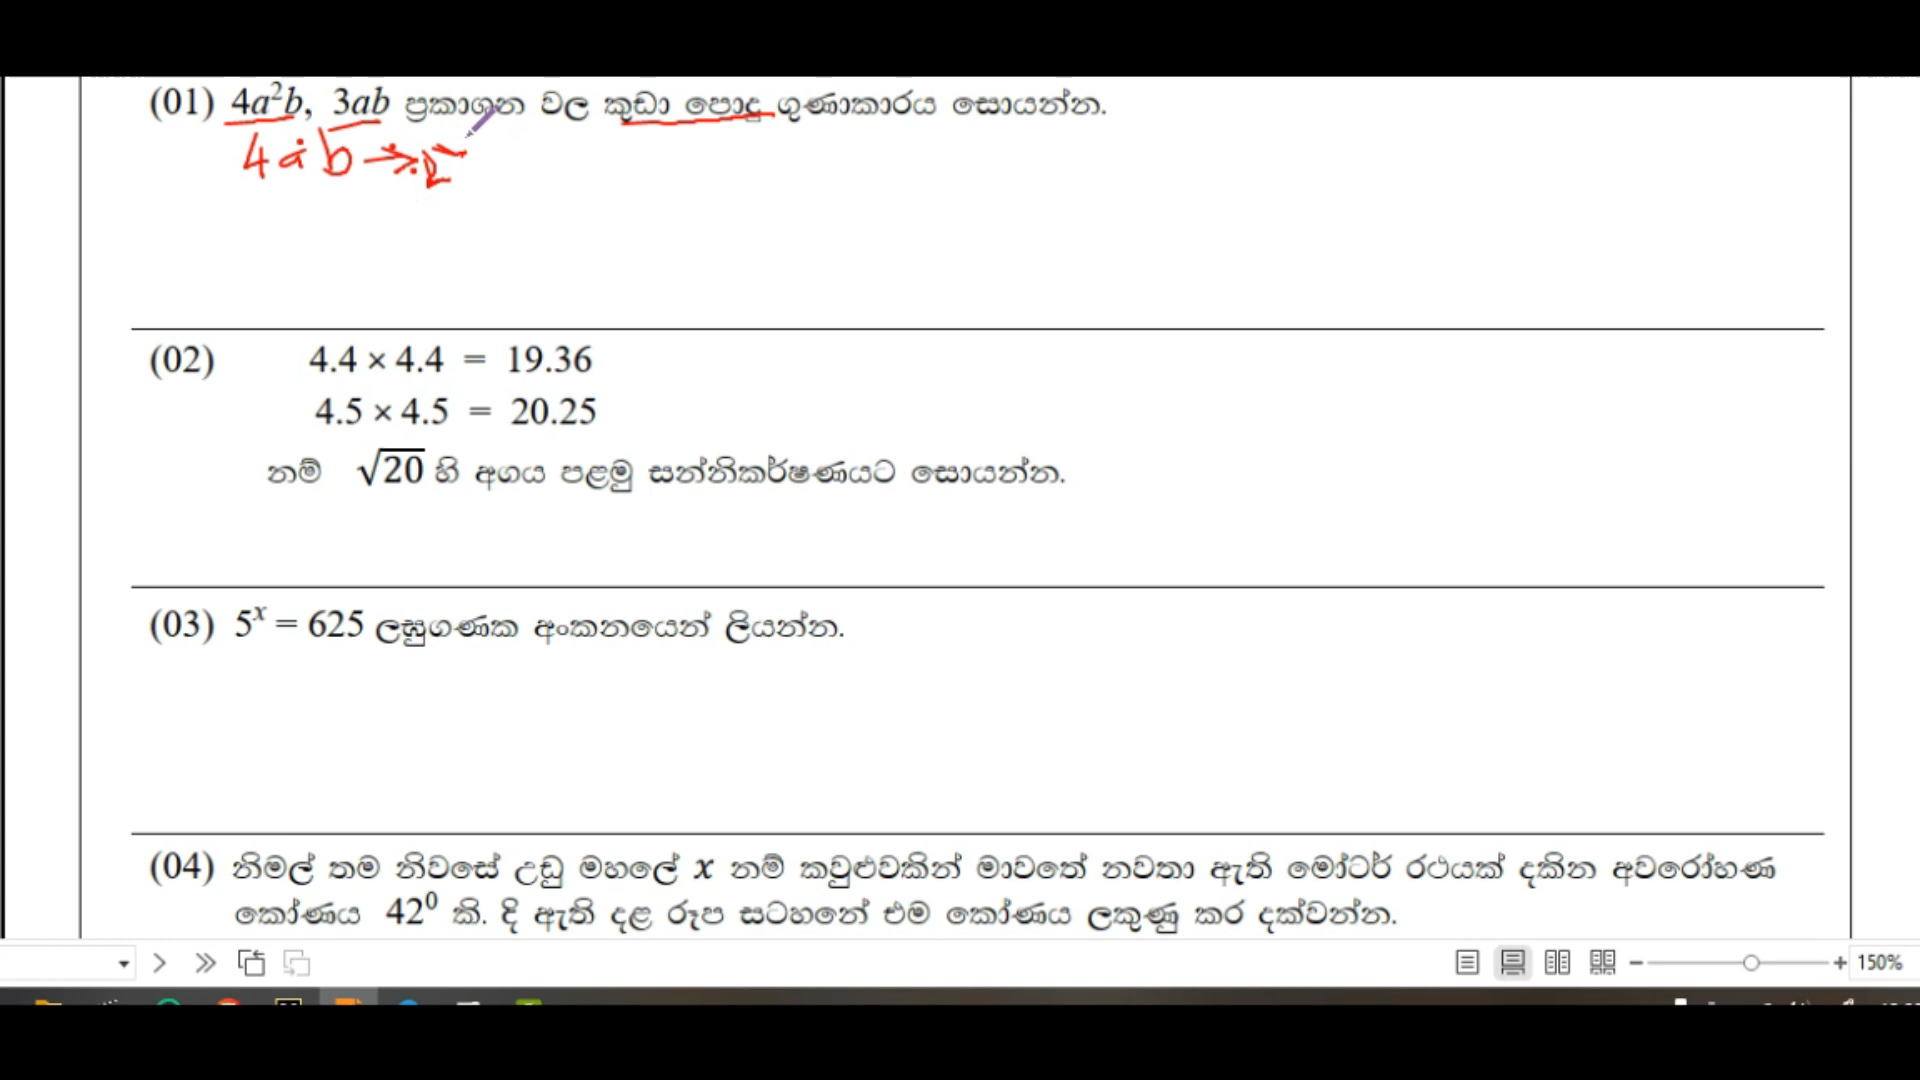 (01) 4a²b, 3ab ප්‍රකාශන වල කුඩා පොදු ගුණාකාරය සොයන්න.
4a b →
(02) 4.4 × 4.4 = 19.36
4.5 × 4.5 = 20.25
නම් √20 හි අගය පළමු සන්නිකර්ෂණයට සොයන්න.
(03) 5ˣ = 625 ලඝුගණක අංකනයෙන් ලියන්න.
(04) නිමල් තම නිවසේ උඩු මහලේ x නම් කවුළුවකින් මාවතේ නවතා ඇති මෝටර් රථයක් දකින අවරෝහණ
කෝණය 42⁰ කි. දි ඇති දළ රූප සටහනේ එම කෝණය ලකුණු කර දක්වන්න.
150%